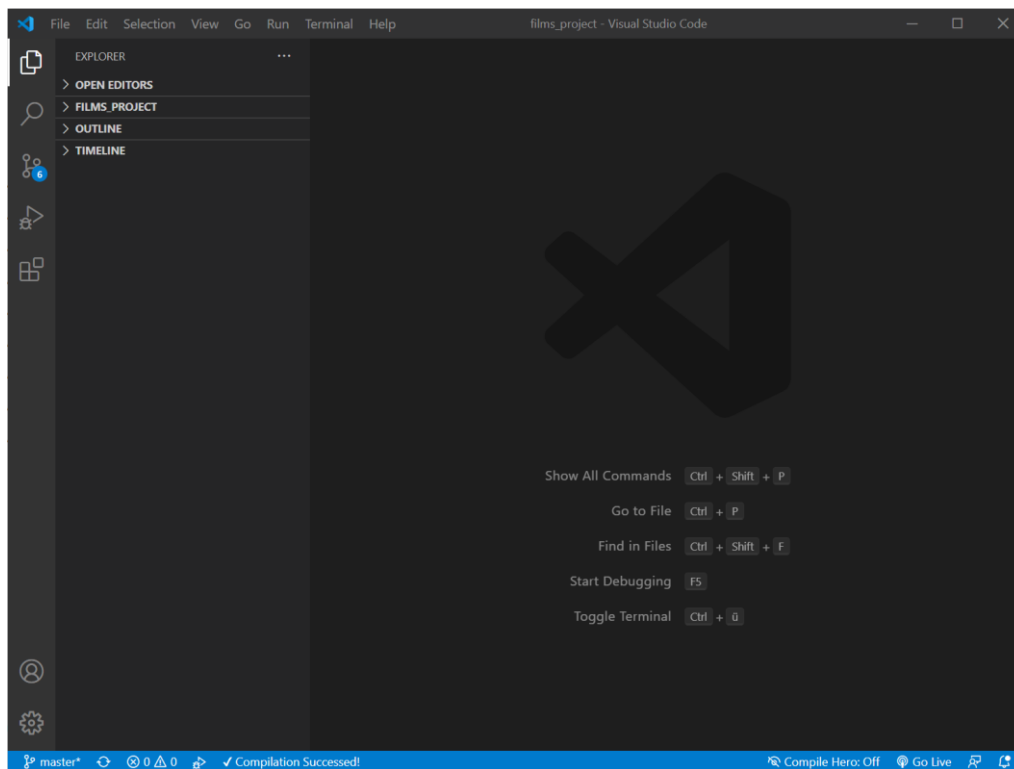 File Edit Selection View Go Run Terminal Help films_project - Visual Studio Code
EXPLORER
OPEN EDITORS
FILMS_PROJECT
OUTLINE
TIMELINE
6
Show All Commands Ctrl + Shift + P
Go to File Ctrl + P
Find in Files Ctrl + Shift + F
Start Debugging F5
Toggle Terminal Ctrl + ű
master* 0 0 Compilation Successed! Compile Hero: Off Go Live